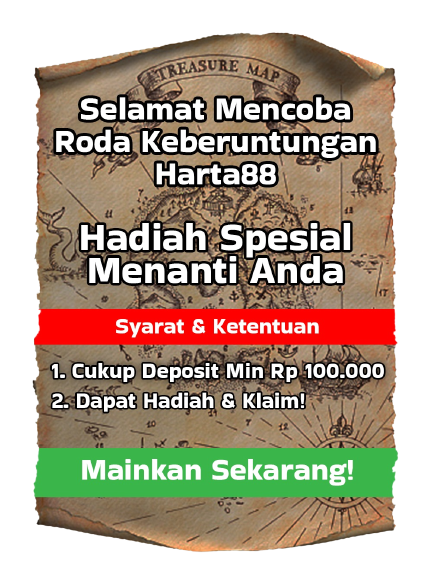 TREASURE MAP
Selamat Mencoba
Roda Keberuntungan
Harta88
Hadiah Spesial
Menanti Anda
Syarat & Ketentuan
1. Cukup Deposit Min Rp 100.000
2. Dapat Hadiah & Klaim!
Mainkan Sekarang!